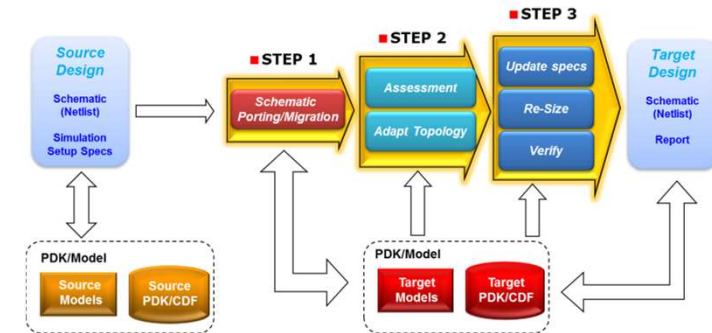 Source
Design
Schematic
(Netlist)
Simulation
Setup Specs
STEP 1
Schematic
Porting/Migration
STEP 2
Assessment
Adapt Topology
STEP 3
Update specs
Re-Size
Verify
Target
Design
Schematic
(Netlist)
Report
PDK/Model
Source
Models
Source
PDK/CDF
PDK/Model
Target
Models
Target
PDK/CDF